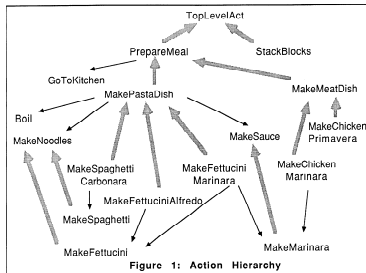 TopLevelAct
PrepareMeal
StackBlocks
GoToKitchen
MakePastaDish
MakeMeatDish
Boil
MakeNoodles
MakeSauce
MakeChicken
Primavera
MakeSpaghetti
Carbonara
MakeFettucini
Marinara
MakeChicken
Marinara
MakeFettuciniAlfredo
MakeSpaghetti
MakeFettucini
MakeMarinara
Figure 1: Action Hierarchy